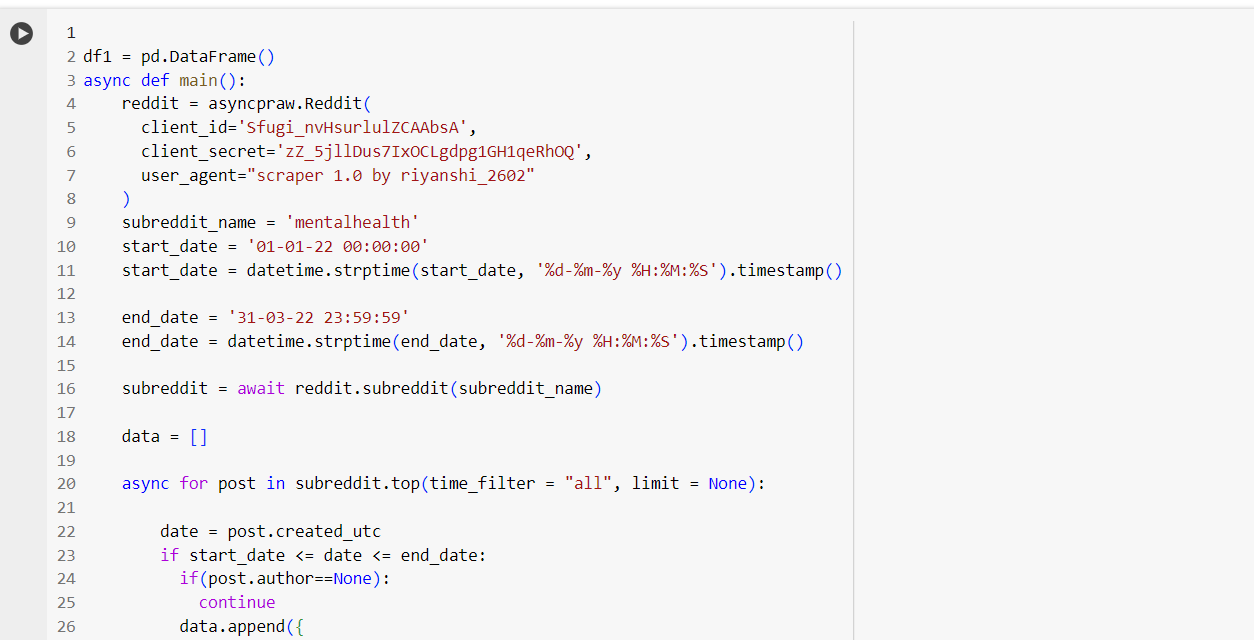 1
2 df1 = pd.DataFrame()
3 async def main():
4     reddit = asyncpraw.Reddit(
5       client_id='Sfugi_nvHsurlulZCAAbsA',
6       client_secret='zZ_5jllDus7IxOCLgdpg1GH1qeRhOQ',
7       user_agent="scraper 1.0 by riyanshi_2602"
8     )
9     subreddit_name = 'mentalhealth'
10     start_date = '01-01-22 00:00:00'
11     start_date = datetime.strptime(start_date, '%d-%m-%y %H:%M:%S').timestamp()
12
13     end_date = '31-03-22 23:59:59'
14     end_date = datetime.strptime(end_date, '%d-%m-%y %H:%M:%S').timestamp()
15
16     subreddit = await reddit.subreddit(subreddit_name)
17
18     data = []
19
20     async for post in subreddit.top(time_filter = "all", limit = None):
21
22         date = post.created_utc
23         if start_date <= date <= end_date:
24           if(post.author==None):
25             continue
26           data.append({